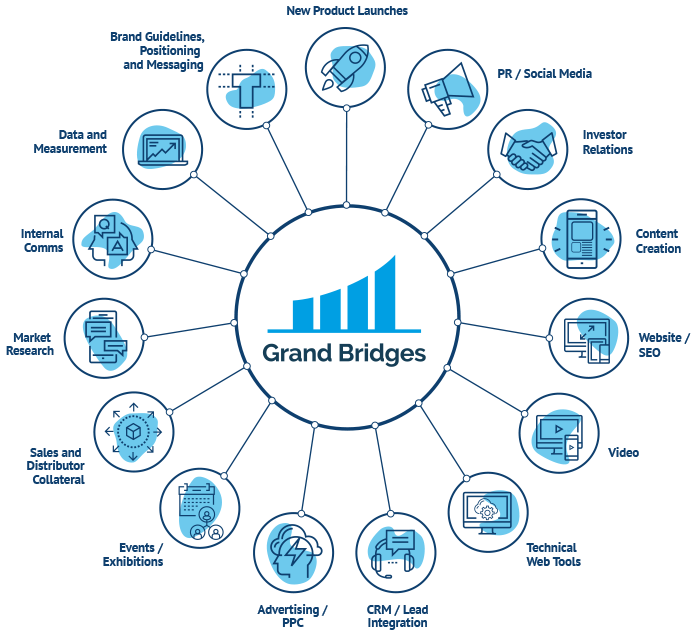 New Product Launches
PR / Social Media
Investor
Relations
Content
Creation
Website /
SEO
Video
Technical
Web Tools
CRM / Lead
Integration
Advertising /
PPC
Events /
Exhibitions
Sales and
Distributor
Collateral
Market
Research
Internal
Comms
Q
A
Data and
Measurement
Brand Guidelines,
Positioning
and Messaging
Grand Bridges